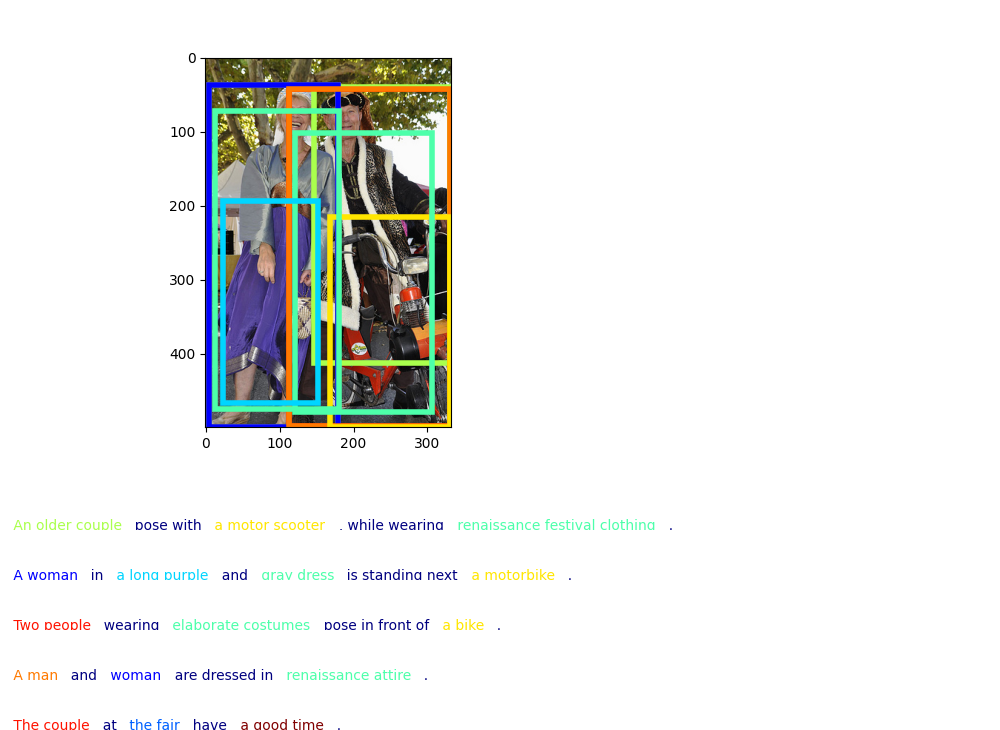 0
100
200
300
400
0 100 200 300
An older couple pose with a motor scooter , while wearing renaissance festival clothing .
A woman in a long purple and gray dress is standing next a motorbike .
Two people wearing elaborate costumes pose in front of a bike .
A man and woman are dressed in renaissance attire .
The couple at the fair have a good time .